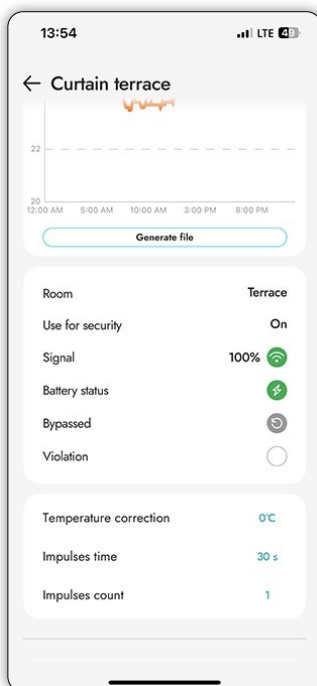 13:54 LTE 49
Curtain terrace
22
20
12:00 AM 5:00 AM 10:00 AM 3:00 PM 8:00 PM
Generate file
Room Terrace
Use for security On
Signal 100%
Battery status
Bypassed
Violation
Temperature correction 0°C
Impulses time 30 s
Impulses count 1